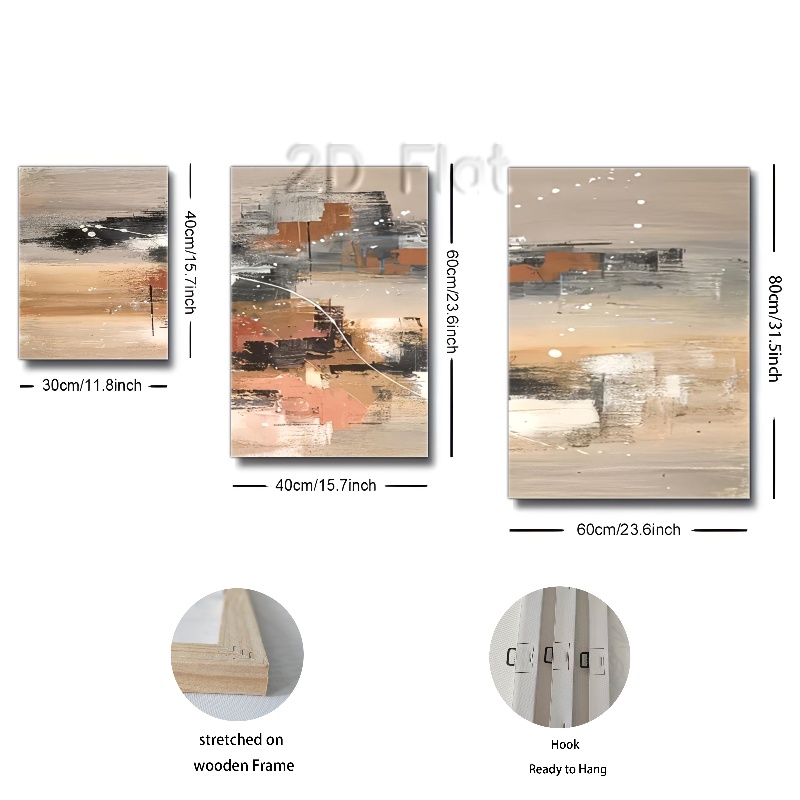 2D Flat
40cm/15.7inch
30cm/11.8inch
60cm/23.6inch
40cm/15.7inch
80cm/31.5inch
60cm/23.6inch
stretched on
wooden Frame
Hook
Ready to Hang